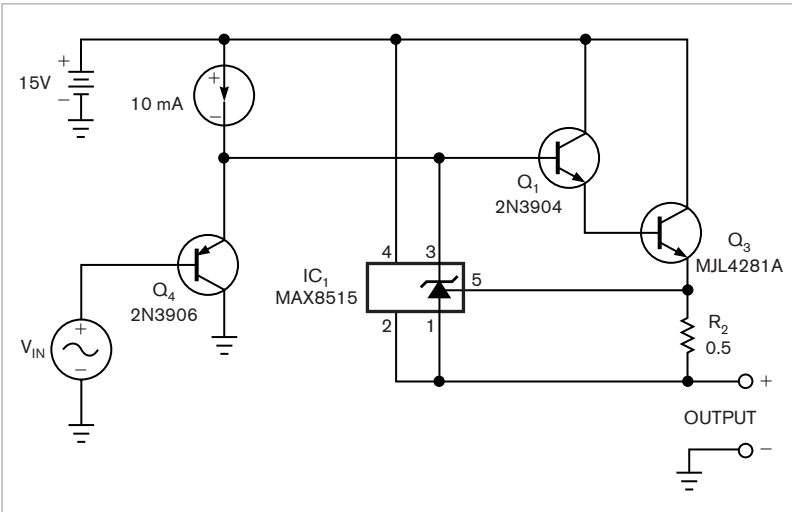 +
15V
−
+
10 mA
−
Q1
2N3904
Q3
MJL4281A
4
3
IC1
MAX8515
5
2
1
Q4
2N3906
+
VIN
−
R2
0.5
+
OUTPUT
−